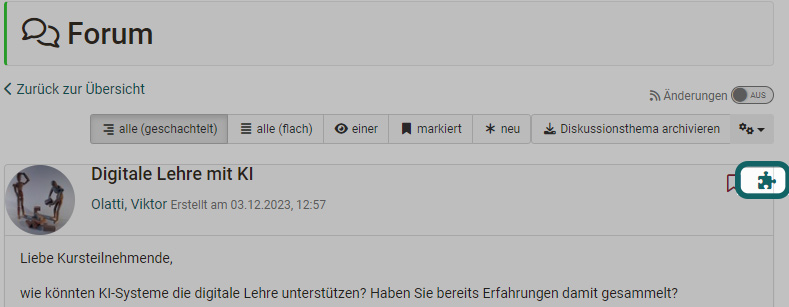 Forum
Zurück zur Übersicht
Änderungen AUS
alle (geschachtelt) alle (flach) einer markiert neu Diskussionsthema archivieren
Digitale Lehre mit KI
Olatti, Viktor Erstellt am 03.12.2023, 12:57
Liebe Kursteilnehmende,
wie könnten KI-Systeme die digitale Lehre unterstützen? Haben Sie bereits Erfahrungen damit gesammelt?